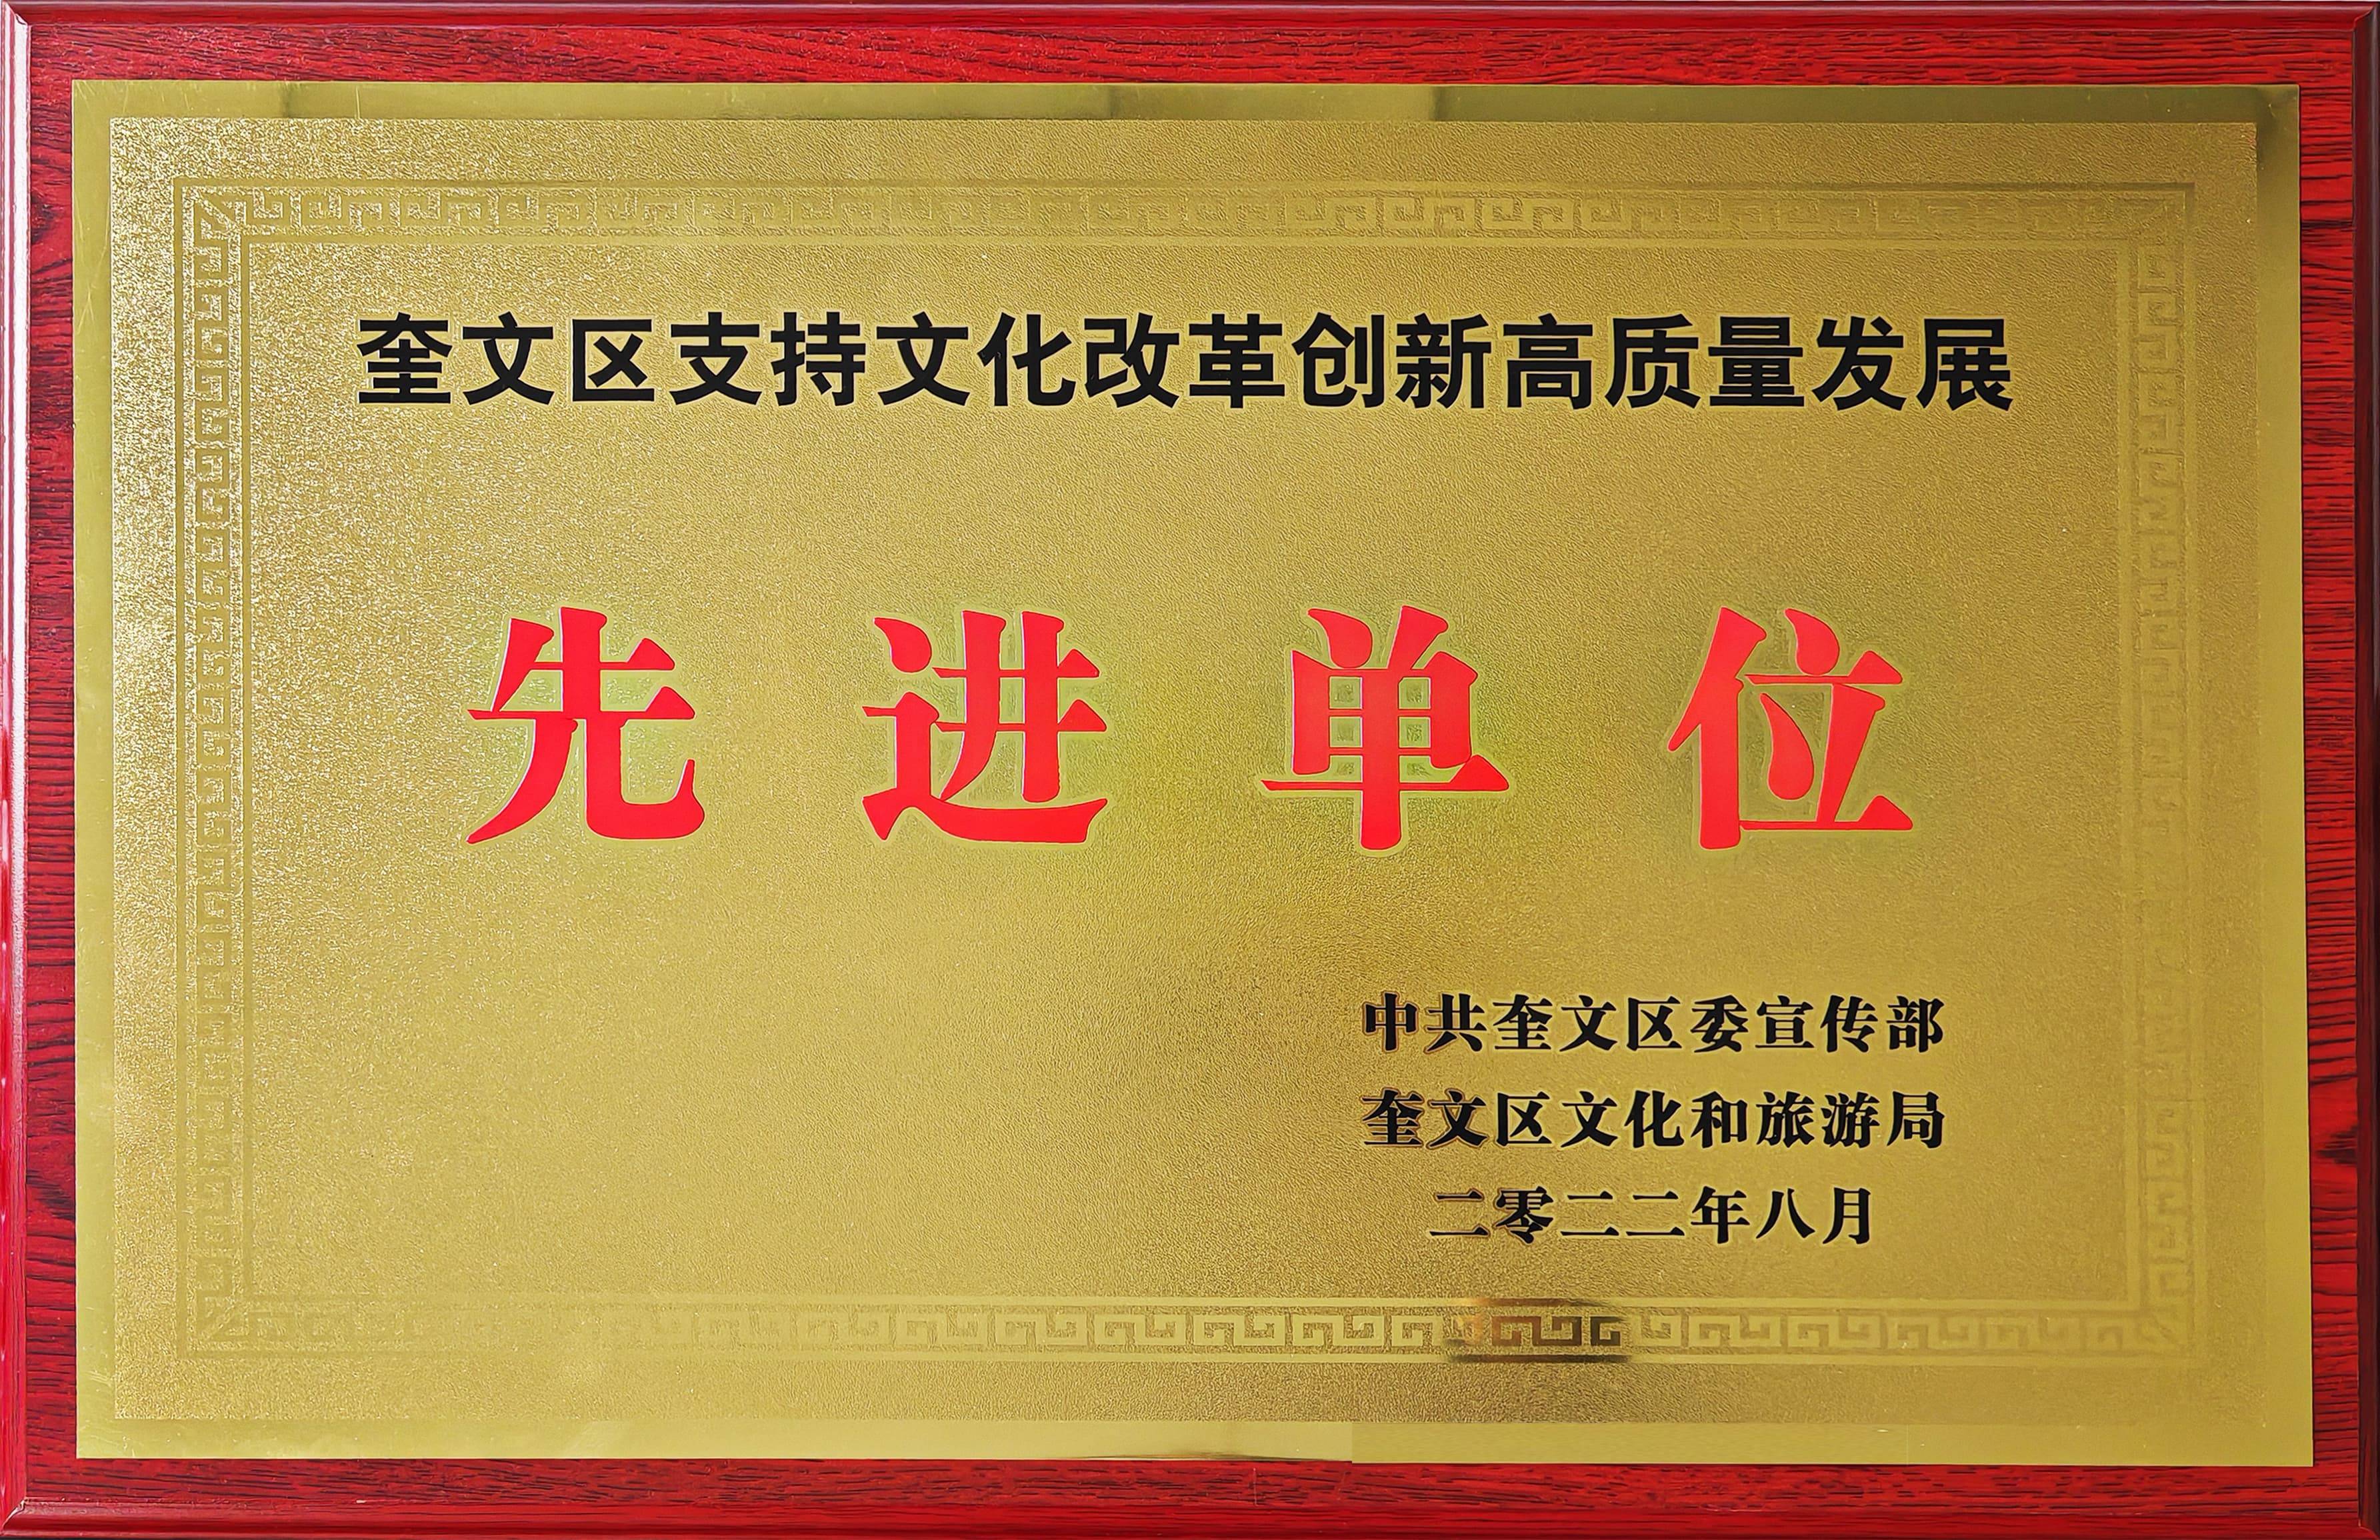 奎文区支持文化改革创新高质量发展
先进单位
中共奎文区委宣传部
奎文区文化和旅游局
二零二二年八月